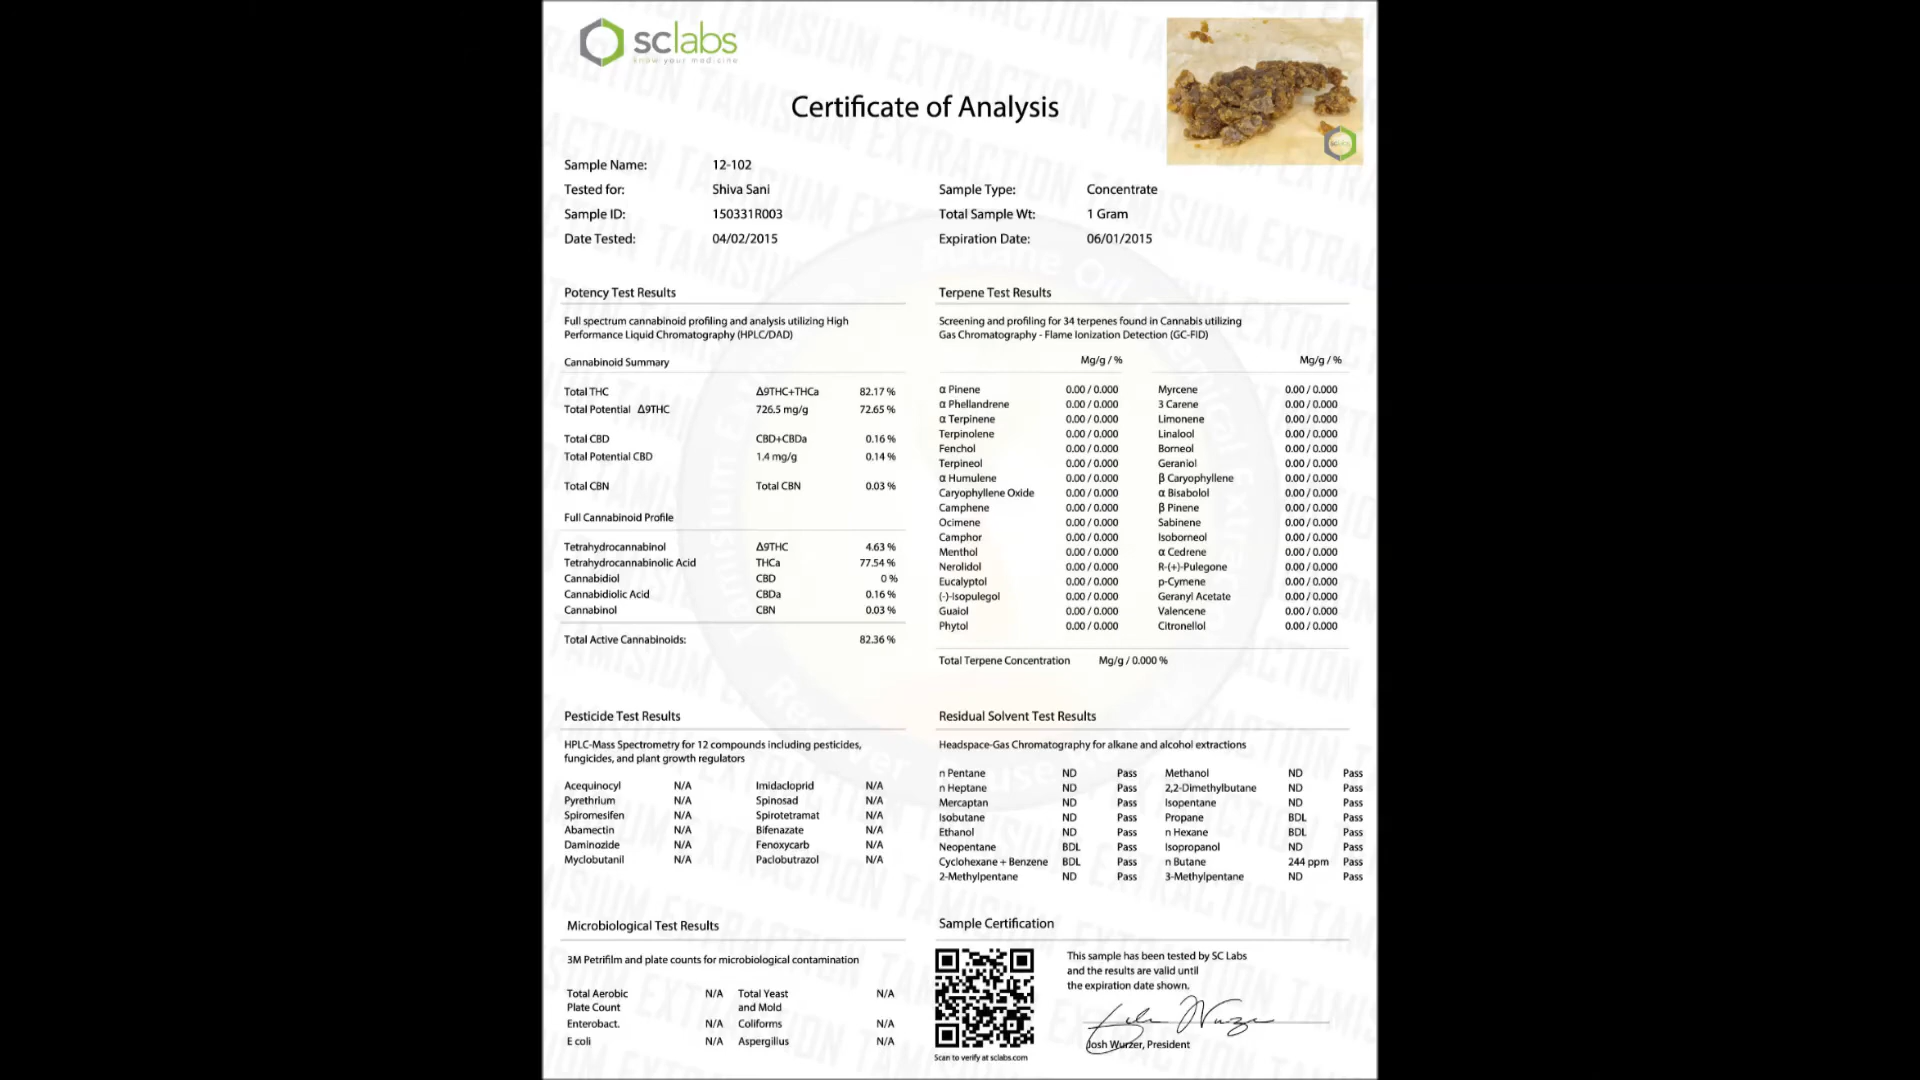 sclabs
know your medicine
Certificate of Analysis
sclabs
Sample Name: 12-102
Tested for: Shiva Sani
Sample ID: 150331R003
Date Tested: 04/02/2015
Sample Type: Concentrate
Total Sample Wt: 1 Gram
Expiration Date: 06/01/2015
Potency Test Results
Full spectrum cannabinoid profiling and analysis utilizing High
Performance Liquid Chromatography (HPLC/DAD)
Cannabinoid Summary
Total THC Δ9THC+THCa 82.17 %
Total Potential Δ9THC 726.5 mg/g 72.65 %
Total CBD CBD+CBDa 0.16 %
Total Potential CBD 1.4 mg/g 0.14 %
Total CBN Total CBN 0.03 %
Full Cannabinoid Profile
Tetrahydrocannabinol Δ9THC 4.63 %
Tetrahydrocannabinolic Acid THCa 77.54 %
Cannabidiol CBD 0 %
Cannabidiolic Acid CBDa 0.16 %
Cannabinol CBN 0.03 %
Total Active Cannabinoids: 82.36 %
Terpene Test Results
Screening and profiling for 34 terpenes found in Cannabis utilizing
Gas Chromatography - Flame Ionization Detection (GC-FID)
Mg/g / % Mg/g / %
α Pinene 0.00 / 0.000 Myrcene 0.00 / 0.000
α Phellandrene 0.00 / 0.000 3 Carene 0.00 / 0.000
α Terpinene 0.00 / 0.000 Limonene 0.00 / 0.000
Terpinolene 0.00 / 0.000 Linalool 0.00 / 0.000
Fenchol 0.00 / 0.000 Borneol 0.00 / 0.000
Terpineol 0.00 / 0.000 Geraniol 0.00 / 0.000
α Humulene 0.00 / 0.000 β Caryophyllene 0.00 / 0.000
Caryophyllene Oxide 0.00 / 0.000 α Bisabolol 0.00 / 0.000
Camphene 0.00 / 0.000 β Pinene 0.00 / 0.000
Ocimene 0.00 / 0.000 Sabinene 0.00 / 0.000
Camphor 0.00 / 0.000 Isoborneol 0.00 / 0.000
Menthol 0.00 / 0.000 α Cedrene 0.00 / 0.000
Nerolidol 0.00 / 0.000 R-(+)-Pulegone 0.00 / 0.000
Eucalyptol 0.00 / 0.000 p-Cymene 0.00 / 0.000
(-)-Isopulegol 0.00 / 0.000 Geranyl Acetate 0.00 / 0.000
Guaiol 0.00 / 0.000 Valencene 0.00 / 0.000
Phytol 0.00 / 0.000 Citronellol 0.00 / 0.000
Total Terpene Concentration Mg/g / 0.000 %
Pesticide Test Results
HPLC-Mass Spectrometry for 12 compounds including pesticides,
fungicides, and plant growth regulators
Acequinocyl N/A Imidacloprid N/A
Pyrethrium N/A Spinosad N/A
Spiromesifen N/A Spirotetramat N/A
Abamectin N/A Bifenazate N/A
Daminozide N/A Fenoxycarb N/A
Myclobutanil N/A Paclobutrazol N/A
Residual Solvent Test Results
Headspace-Gas Chromatography for alkane and alcohol extractions
n Pentane ND Pass Methanol ND Pass
n Heptane ND Pass 2,2-Dimethylbutane ND Pass
Mercaptan ND Pass Isopentane ND Pass
Isobutane ND Pass Propane BDL Pass
Ethanol ND Pass n Hexane BDL Pass
Neopentane BDL Pass Isopropanol ND Pass
Cyclohexane + Benzene BDL Pass n Butane 244 ppm Pass
2-Methylpentane ND Pass 3-Methylpentane ND Pass
Microbiological Test Results
3M Petrifilm and plate counts for microbiological contamination
Total Aerobic N/A Total Yeast N/A
Plate Count and Mold
Enterobact. N/A Coliforms N/A
E coli N/A Aspergillus N/A
Sample Certification
This sample has been tested by SC Labs
and the results are valid until
the expiration date shown.
Josh Wurzer, President
Scan to verify at sclabs.com
TAMISIUM EXTRACTION